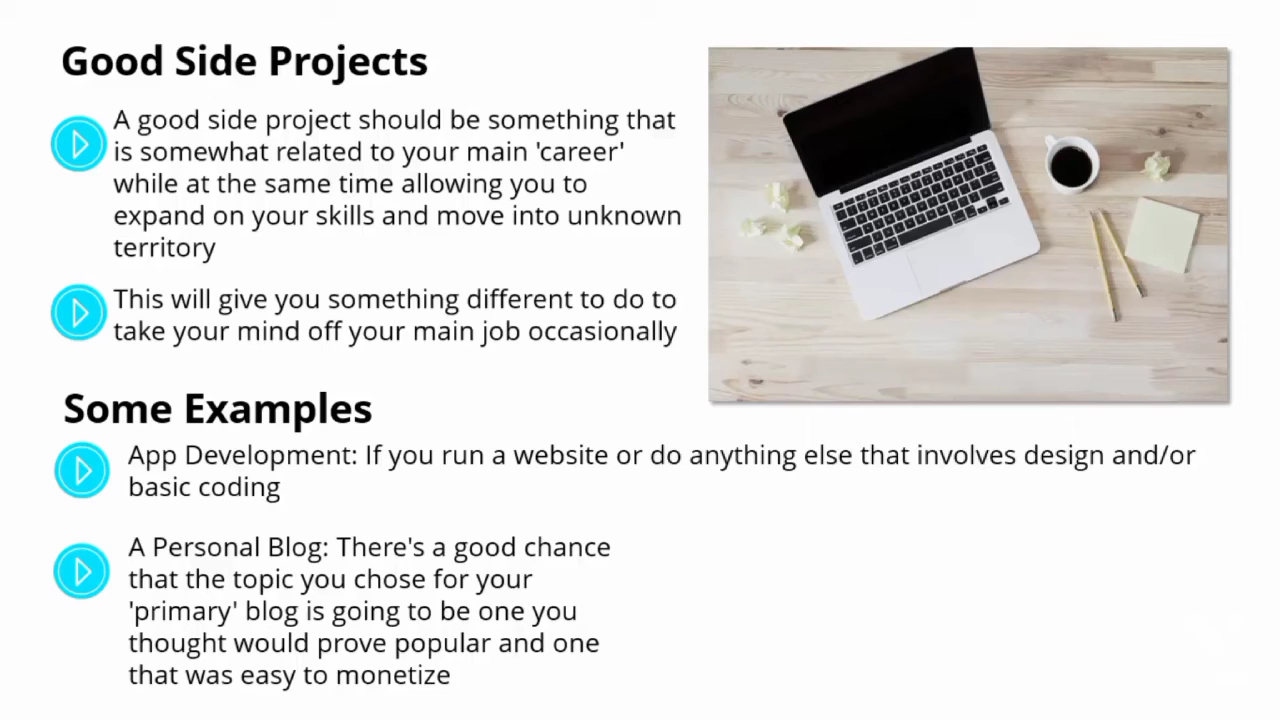 Good Side Projects
A good side project should be something that
is somewhat related to your main 'career'
while at the same time allowing you to
expand on your skills and move into unknown
territory
This will give you something different to do to
take your mind off your main job occasionally
Some Examples
App Development: If you run a website or do anything else that involves design and/or
basic coding
A Personal Blog: There's a good chance
that the topic you chose for your
'primary' blog is going to be one you
thought would prove popular and one
that was easy to monetize